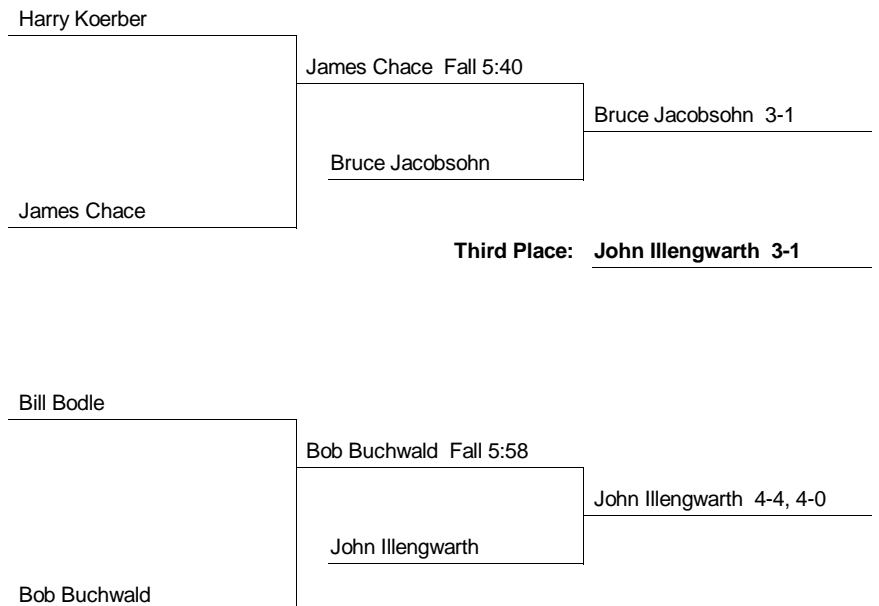 Harry Koerber
James Chace Fall 5:40
Bruce Jacobsohn 3-1
Bruce Jacobsohn
James Chace
Third Place: John Illengwarth 3-1
Bill Bodle
Bob Buchwald Fall 5:58
John Illengwarth 4-4, 4-0
John Illengwarth
Bob Buchwald